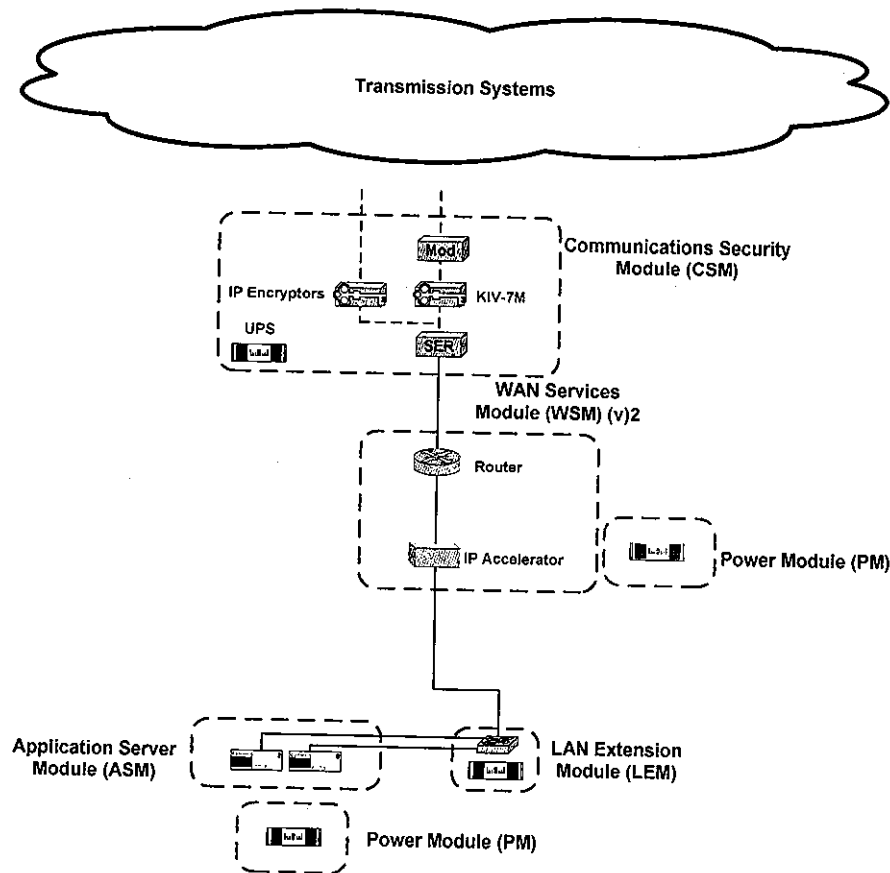 Transmission Systems
Mod
Communications Security
Module (CSM)
IP Encryptors
KIV-7M
UPS
SER
WAN Services
Module (WSM) (v)2
Router
IP Accelerator
Power Module (PM)
Application Server
Module (ASM)
LAN Extension
Module (LEM)
Power Module (PM)